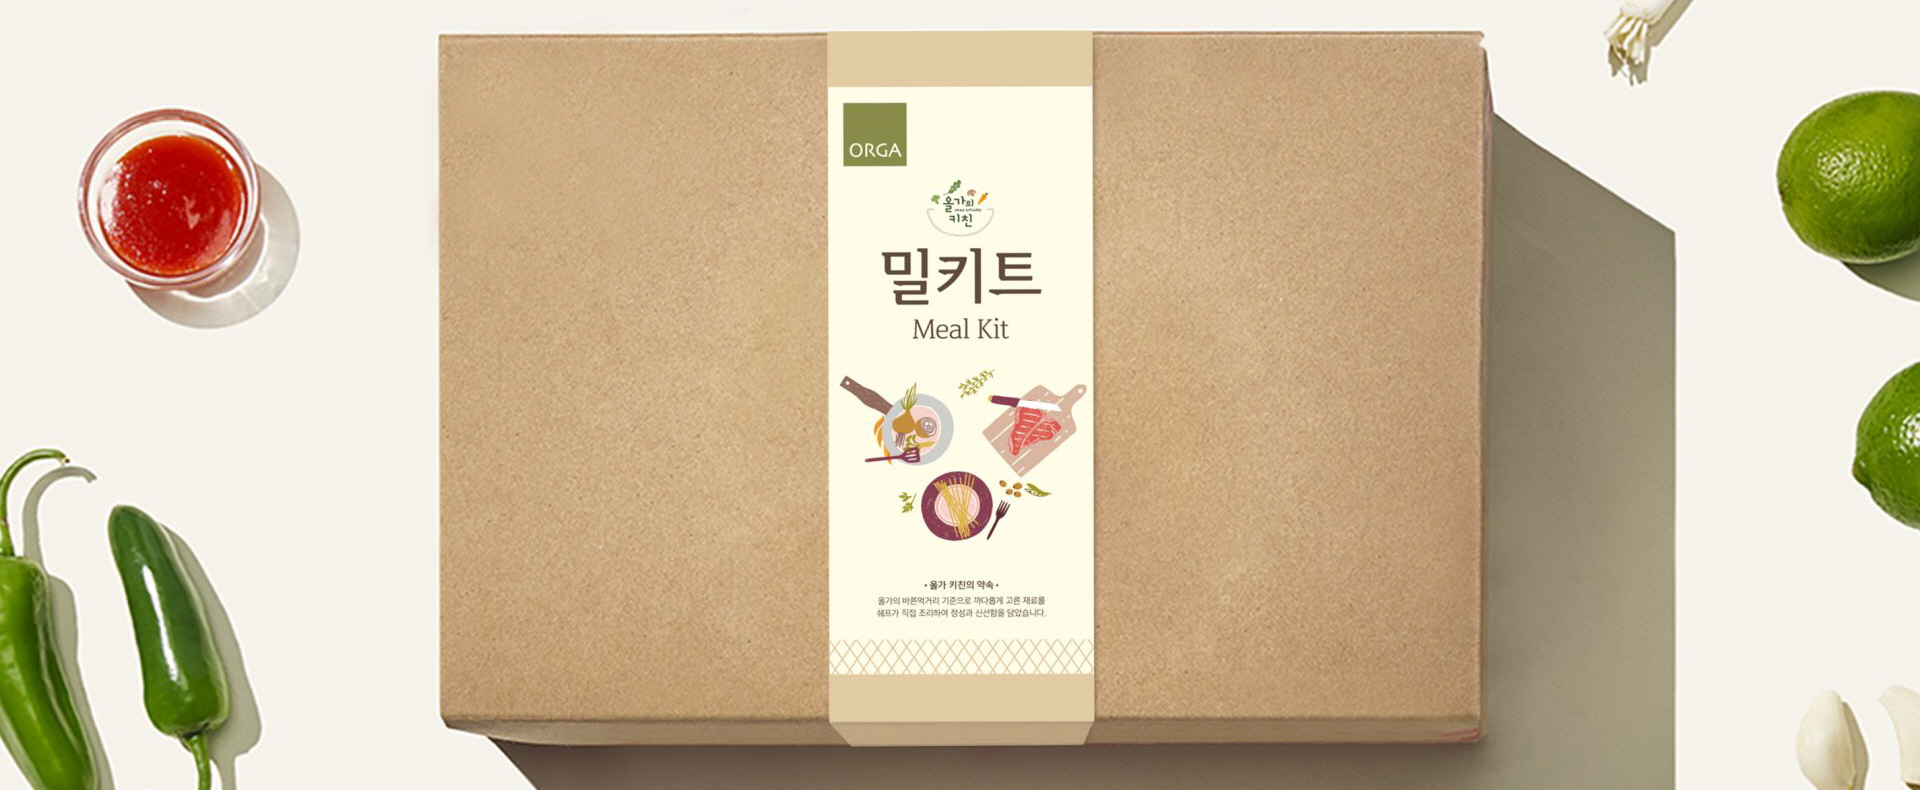 ORGA
올가의
키친
밀키트
Meal Kit
• 올가 키친의 약속 •
올가의 바른먹거리 기준으로 까다롭게 고른 재료를
쉐프가 직접 조리하여 정성과 신선함을 담았습니다.